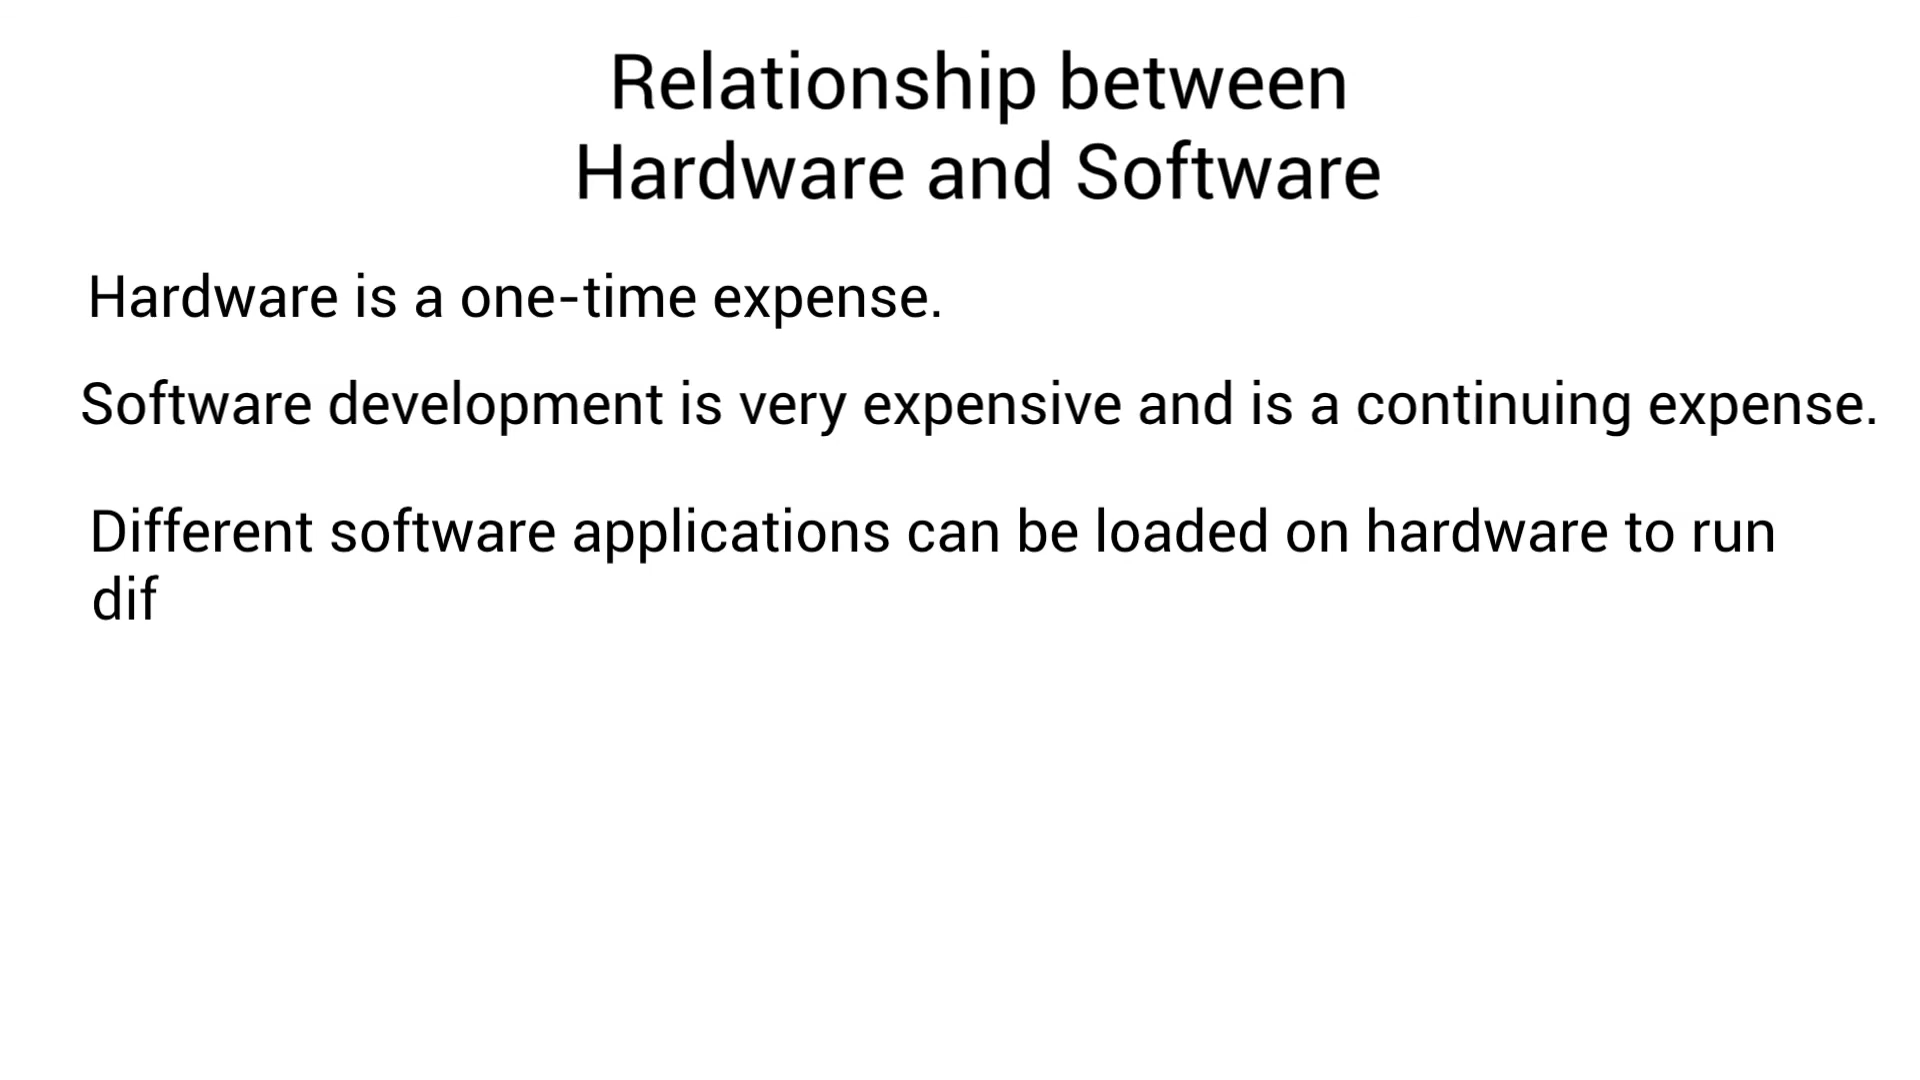 Relationship between
Hardware and Software
Hardware is a one-time expense.
Software development is very expensive and is a continuing expense.
Different software applications can be loaded on hardware to run
dif